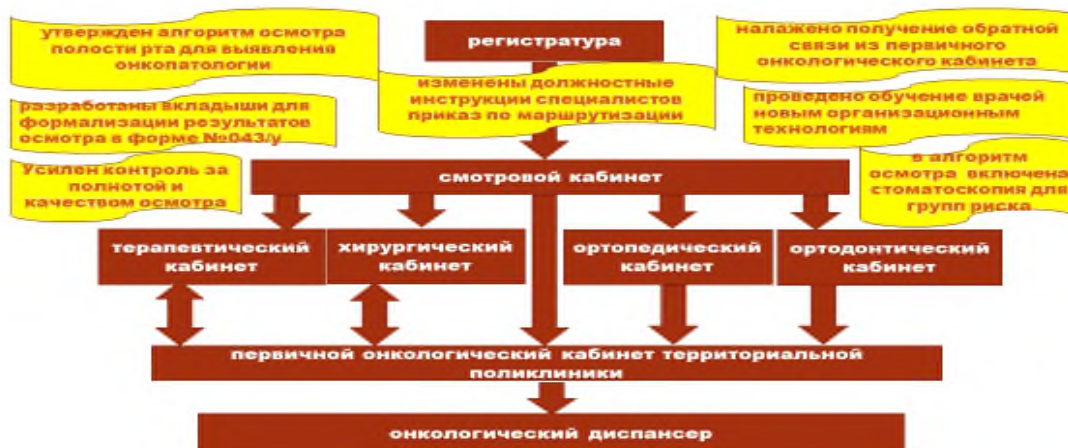 утвержден алгоритм осмотра
полости рта для выявления
онкопатологии
регистратура
налажено получение обратной
связи из первичного
онкологического кабинета
изменены должностные
инструкции специалистов
приказ по маршрутизации
разработаны вкладыши для
формализации результатов
осмотра в форме №043/у
проведено обучение врачей
новым организационным
технологиям
Усилен контроль за
полнотой и
качеством осмотра
смотровой кабинет
в алгоритм
осмотра включена
стоматоскопия для
групп риска
терапевтический
кабинет
хирургический
кабинет
ортопедический
кабинет
ортодонтический
кабинет
первичной онкологический кабинет территориальной
поликлиники
онкологический диспансер